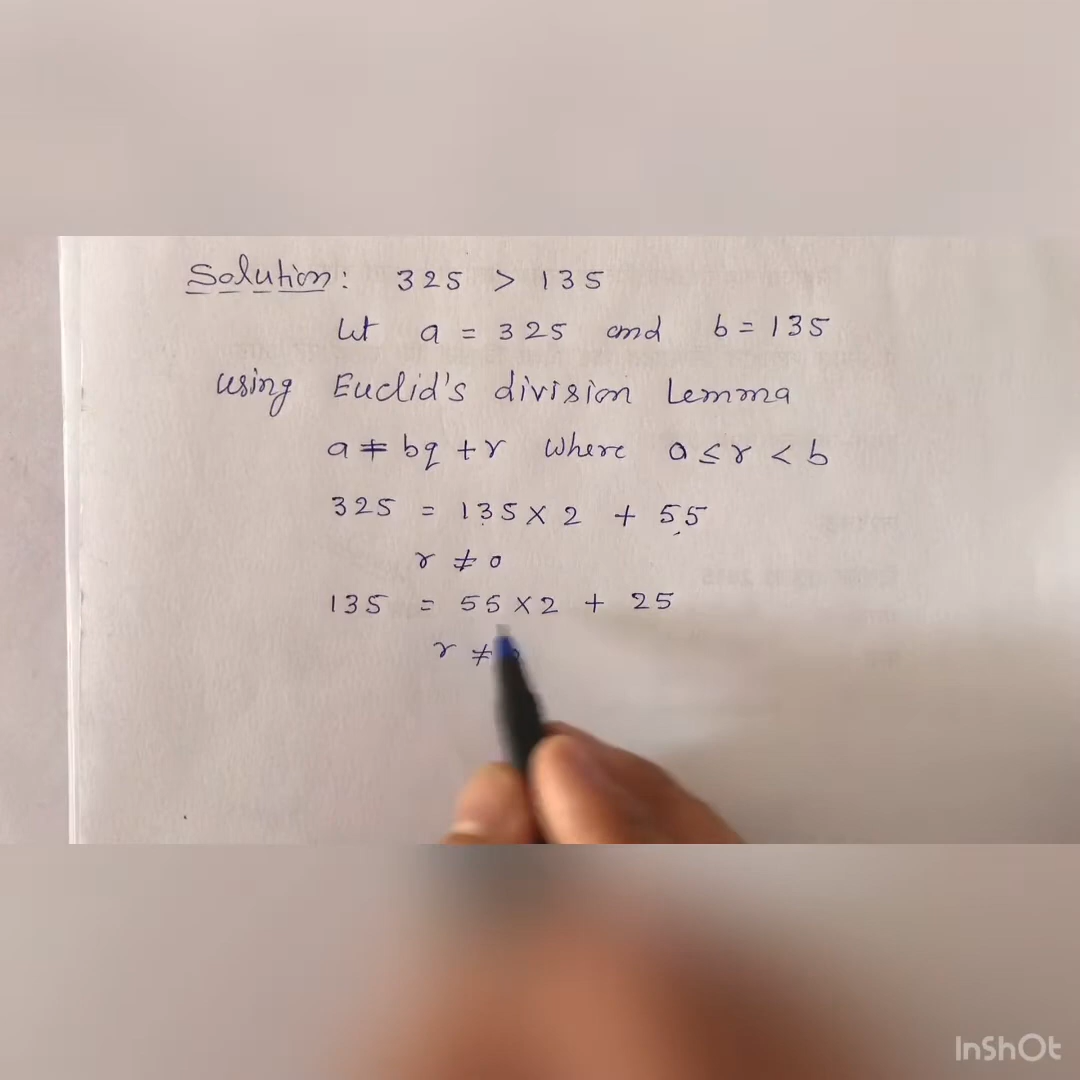 Solution: 325 > 135
Let a = 325 and b = 135
using Euclid's division Lemma
a ≠ bq + r where 0 ≤ r < b
325 = 135 × 2 + 55
r ≠ 0
135 = 55 × 2 + 25
r ≠
InShOt